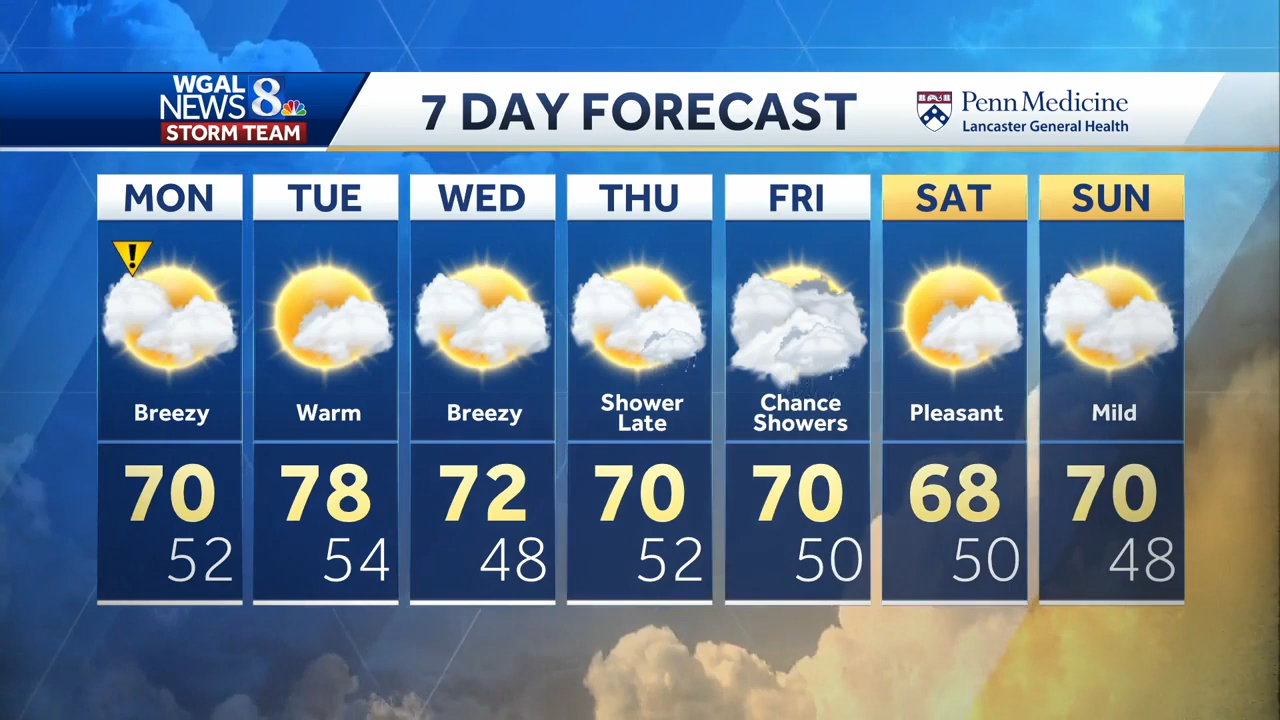 WGAL
NEWS 8
STORM TEAM
7 DAY FORECAST
Penn Medicine
Lancaster General Health
MON TUE WED THU FRI SAT SUN
!
Breezy Warm Breezy Shower Late Chance Showers Pleasant Mild
70 78 72 70 70 68 70
52 54 48 52 50 50 48